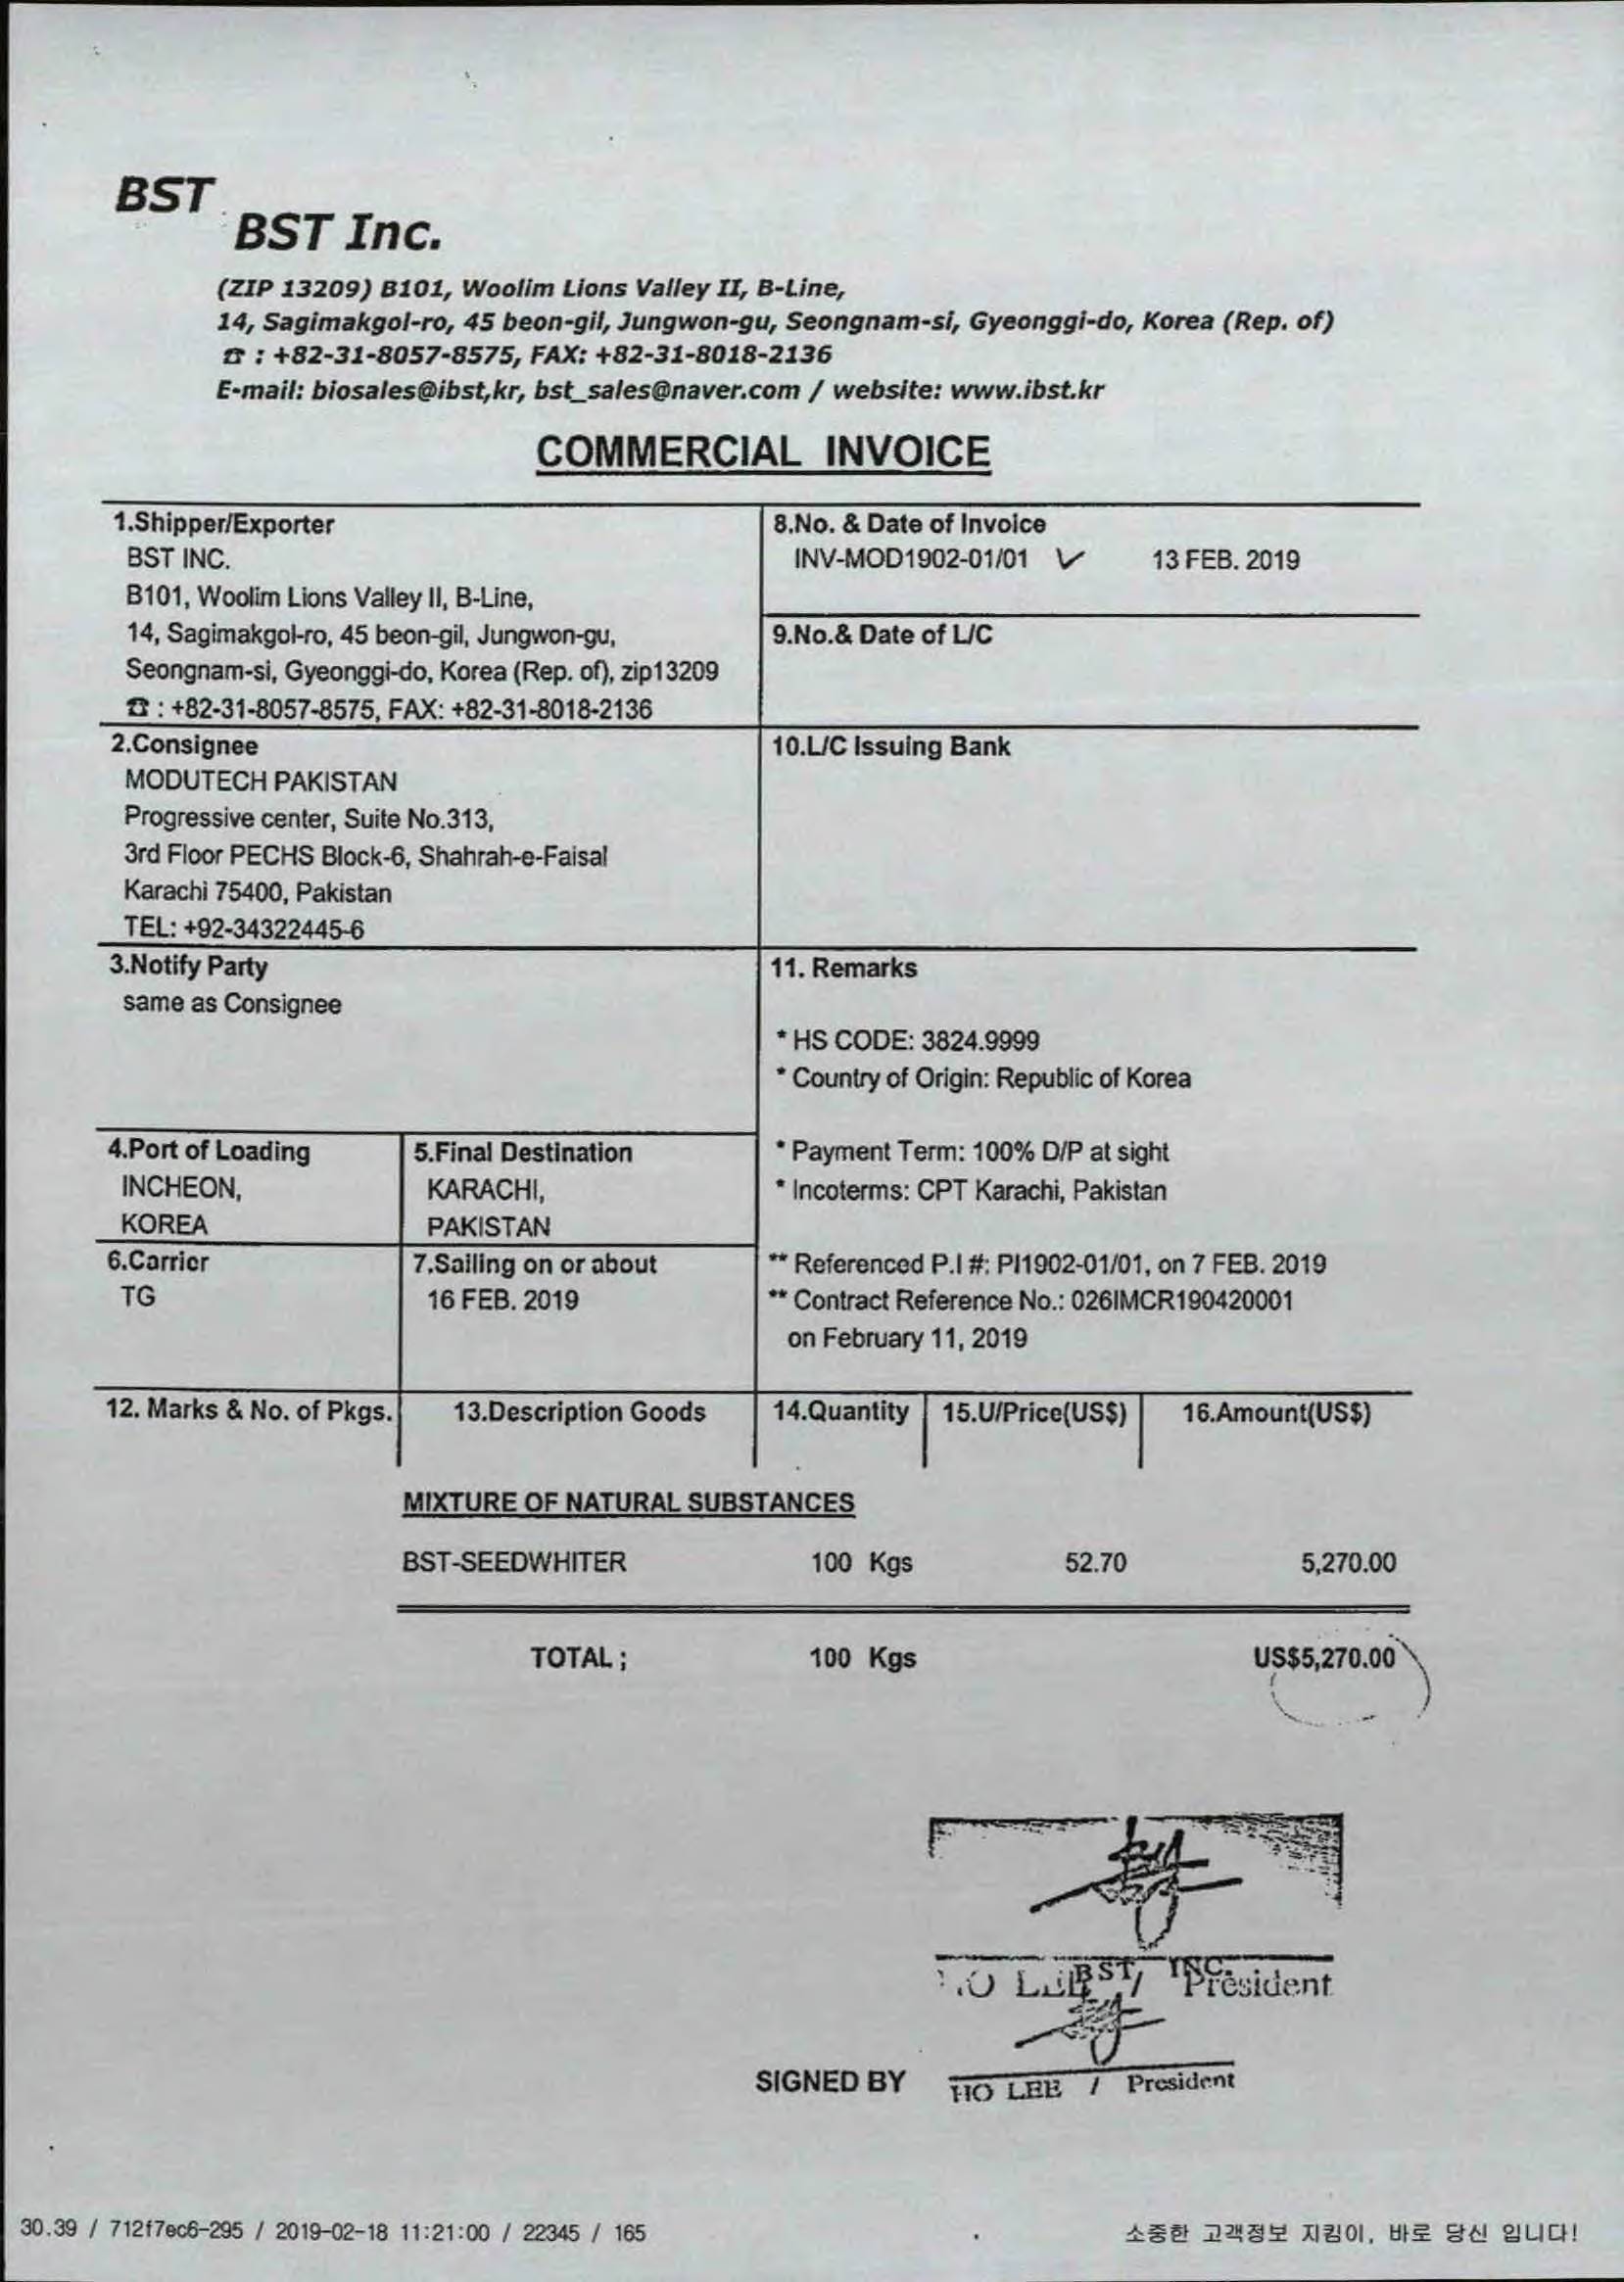 BST
BST Inc.
(ZIP 13209) B101, Woolim Lions Valley II, B-Line,
14, Sagimakgol-ro, 45 beon-gil, Jungwon-gu, Seongnam-si, Gyeonggi-do, Korea (Rep. of)
☎ : +82-31-8057-8575, FAX: +82-31-8018-2136
E-mail: biosales@ibst,kr, bst_sales@naver.com / website: www.ibst.kr
COMMERCIAL INVOICE
1.Shipper/Exporter
BST INC.
B101, Woolim Lions Valley II, B-Line,
14, Sagimakgol-ro, 45 beon-gil, Jungwon-gu,
Seongnam-si, Gyeonggi-do, Korea (Rep. of), zip13209
☎ : +82-31-8057-8575, FAX: +82-31-8018-2136
8.No. & Date of Invoice
INV-MOD1902-01/01 ✓ 13 FEB. 2019
9.No.& Date of L/C
2.Consignee
MODUTECH PAKISTAN
Progressive center, Suite No.313,
3rd Floor PECHS Block-6, Shahrah-e-Faisal
Karachi 75400, Pakistan
TEL: +92-34322445-6
10.L/C Issuing Bank
3.Notify Party
same as Consignee
11. Remarks
* HS CODE: 3824.9999
* Country of Origin: Republic of Korea
* Payment Term: 100% D/P at sight
* Incoterms: CPT Karachi, Pakistan
** Referenced P.I #: PI1902-01/01, on 7 FEB. 2019
** Contract Reference No.: 026IMCR190420001
on February 11, 2019
4.Port of Loading
INCHEON,
KOREA
5.Final Destination
KARACHI,
PAKISTAN
6.Carrier
TG
7.Sailing on or about
16 FEB. 2019
12. Marks & No. of Pkgs. 13.Description Goods 14.Quantity 15.U/Price(US$) 16.Amount(US$)
MIXTURE OF NATURAL SUBSTANCES
BST-SEEDWHITER 100 Kgs 52.70 5,270.00
TOTAL ; 100 Kgs US$5,270.00
BST, INC.
HO LEE / President
SIGNED BY HO LEE / President
30.39 / 712f7ec6-295 / 2019-02-18 11:21:00 / 22345 / 165
소중한 고객정보 지킴이, 바로 당신 입니다!